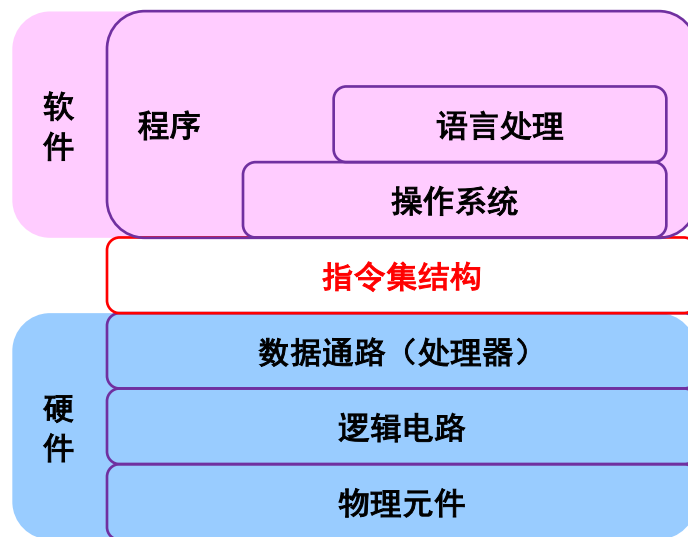 软
件
程序
语言处理
操作系统
指令集结构
硬
件
数据通路（处理器）
逻辑电路
物理元件